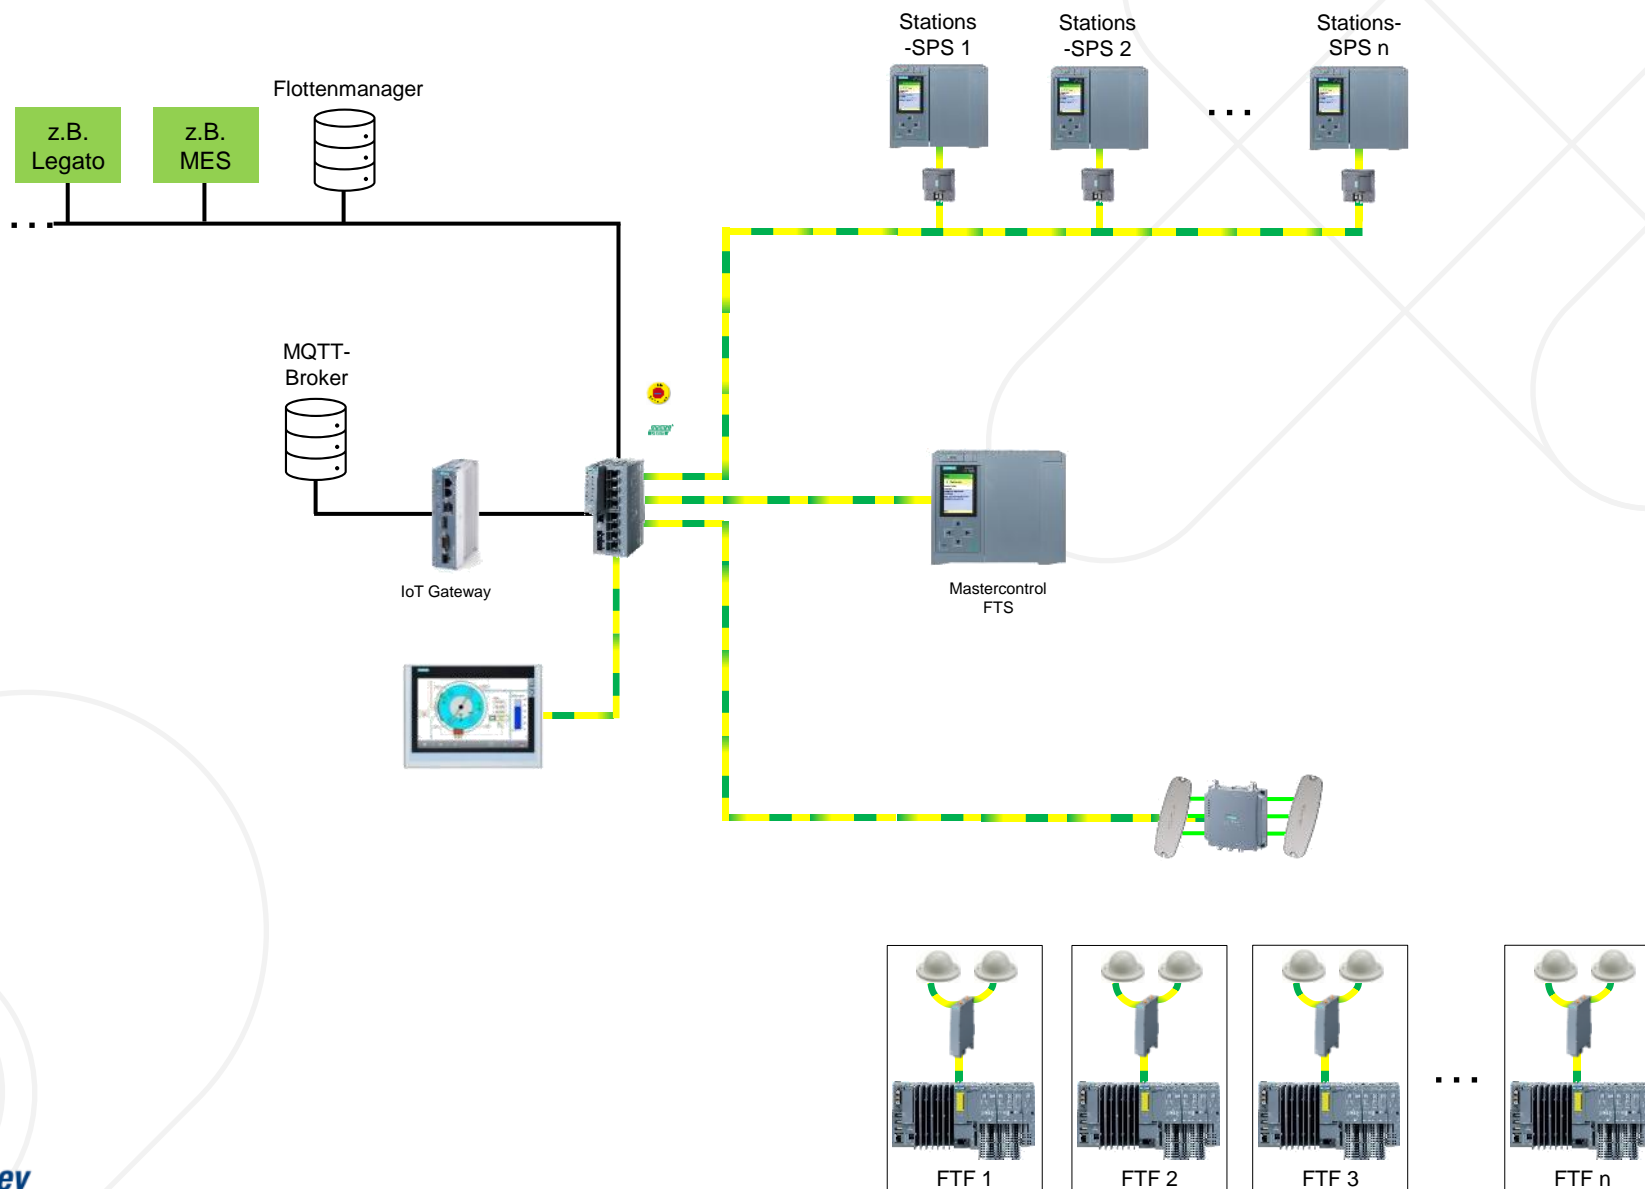 Stations
-SPS 1
Stations
-SPS 2
Stations-
SPS n
Flottenmanager
z.B.
Legato
z.B.
MES
...
...
MQTT-
Broker
IoT Gateway
Mastercontrol
FTS
...
FTF 1
FTF 2
FTF 3
FTF n
ev